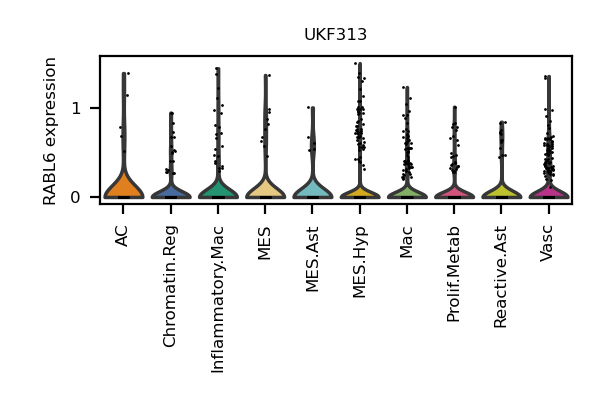 UKF313
RABL6 expression
1
0
AC
Chromatin.Reg
Inflammatory.Mac
MES
MES.Ast
MES.Hyp
Mac
Prolif.Metab
Reactive.Ast
Vasc